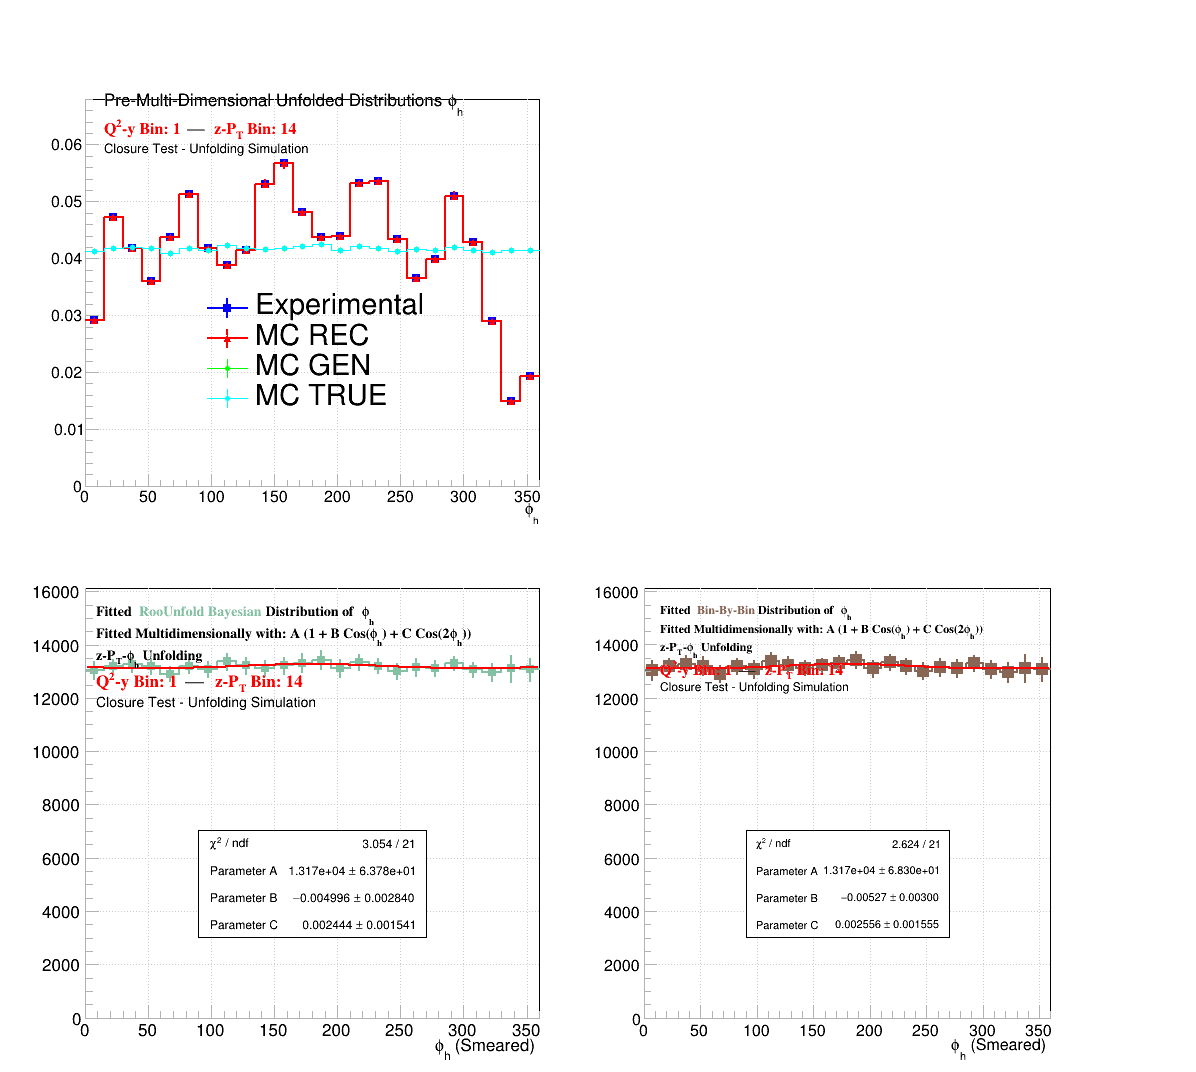 Pre-Multi-Dimensional Unfolded Distributions ϕh
Q²-y Bin: 1 — z-PT Bin: 14
Closure Test - Unfolding Simulation
0.06
0.05
0.04
0.03
0.02
0.01
0
Experimental
MC REC
MC GEN
MC TRUE
0 50 100 150 200 250 300 350
ϕh
16000
14000
12000
10000
8000
6000
4000
2000
0
Fitted RooUnfold Bayesian Distribution of ϕh
Fitted Multidimensionally with: A (1 + B Cos(ϕh) + C Cos(2ϕh))
z-PT-ϕh Unfolding
Q²-y Bin: 1 — z-PT Bin: 14
Closure Test - Unfolding Simulation
χ² / ndf 3.054 / 21
Parameter A 1.317e+04 ± 6.378e+01
Parameter B −0.004996 ± 0.002840
Parameter C 0.002444 ± 0.001541
0 50 100 150 200 250 300 350
ϕh (Smeared)
16000
14000
12000
10000
8000
6000
4000
2000
0
Fitted Bin-By-Bin Distribution of ϕh
Fitted Multidimensionally with: A (1 + B Cos(ϕh) + C Cos(2ϕh))
z-PT-ϕh Unfolding
Q²-y Bin: 1 — z-PT Bin: 14
Closure Test - Unfolding Simulation
χ² / ndf 2.624 / 21
Parameter A 1.317e+04 ± 6.830e+01
Parameter B −0.00527 ± 0.00300
Parameter C 0.002556 ± 0.001555
0 50 100 150 200 250 300 350
ϕh (Smeared)